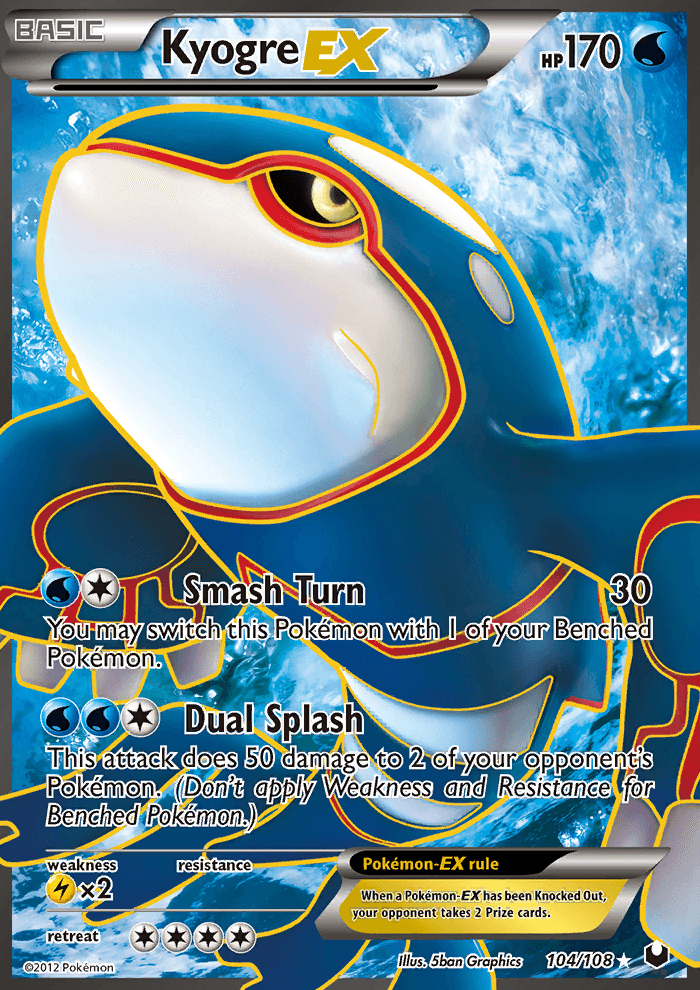 BASIC
Kyogre EX
HP170
Smash Turn 30
You may switch this Pokémon with 1 of your Benched
Pokémon.
Dual Splash
This attack does 50 damage to 2 of your opponent's
Pokémon. (Don't apply Weakness and Resistance for
Benched Pokémon.)
weakness resistance
×2
retreat
Pokémon-EX rule
When a Pokémon-EX has been Knocked Out,
your opponent takes 2 Prize cards.
©2012 Pokémon
Illus. 5ban Graphics 104/108